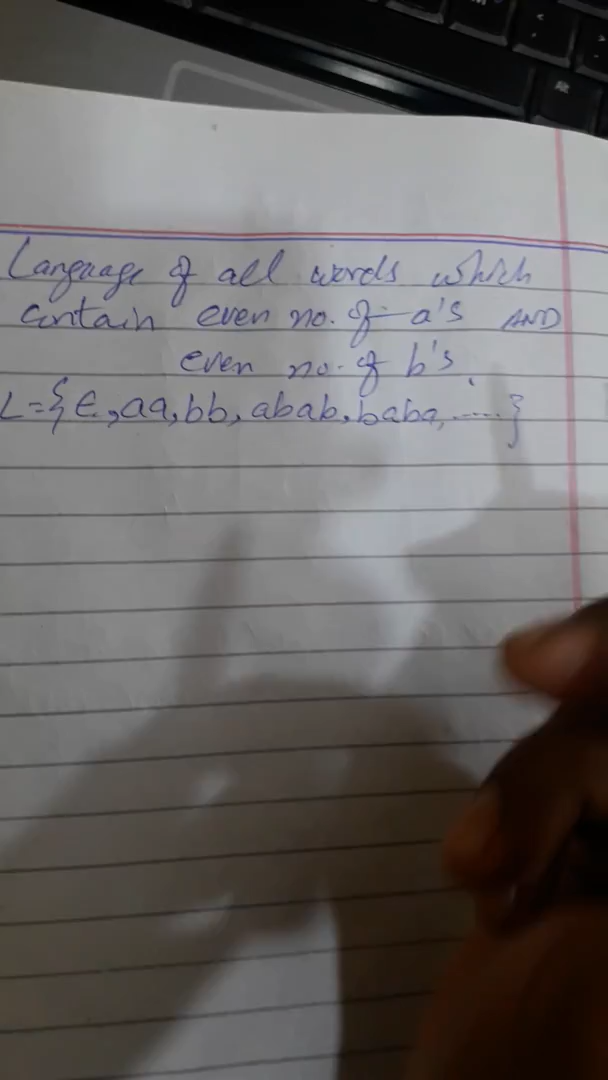 Language of all words which
contain even no. of a's AND
even no. of b's.
L={ε, aa, bb, abab, baba, .....}